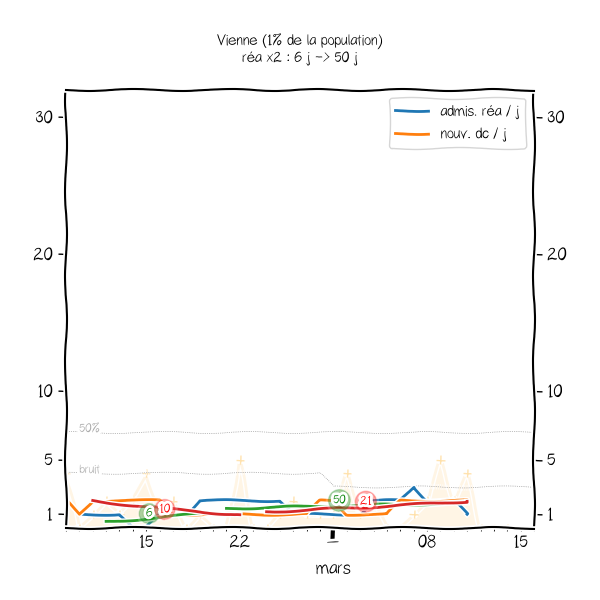 Vienne (1% de la population)
réa x2 : 6 j -> 50 j
admis. réa / j
nouv. dc / j
30 30
20 20
10 10
50%
5 5
bruit
1 1
6 10 50 21
15 22 1 08 15
mars